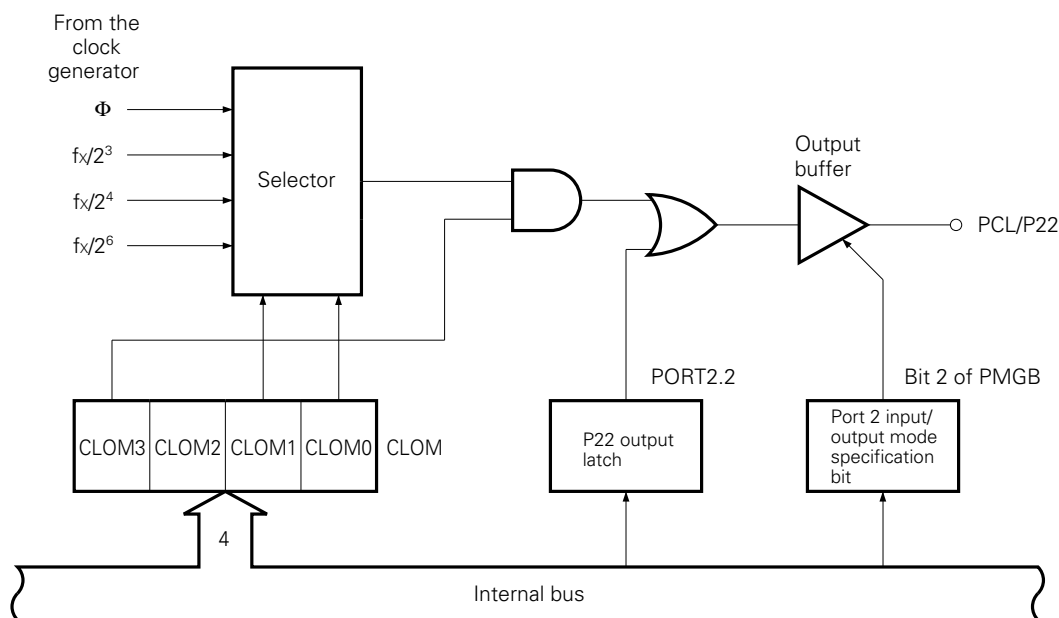 From the
clock
generator
Φ
fx/2³
fx/2⁴
fx/2⁶
Selector
Output
buffer
PCL/P22
PORT2.2
Bit 2 of PMGB
CLOM3 CLOM2 CLOM1 CLOM0 CLOM
P22 output
latch
Port 2 input/
output mode
specification
bit
4
Internal bus